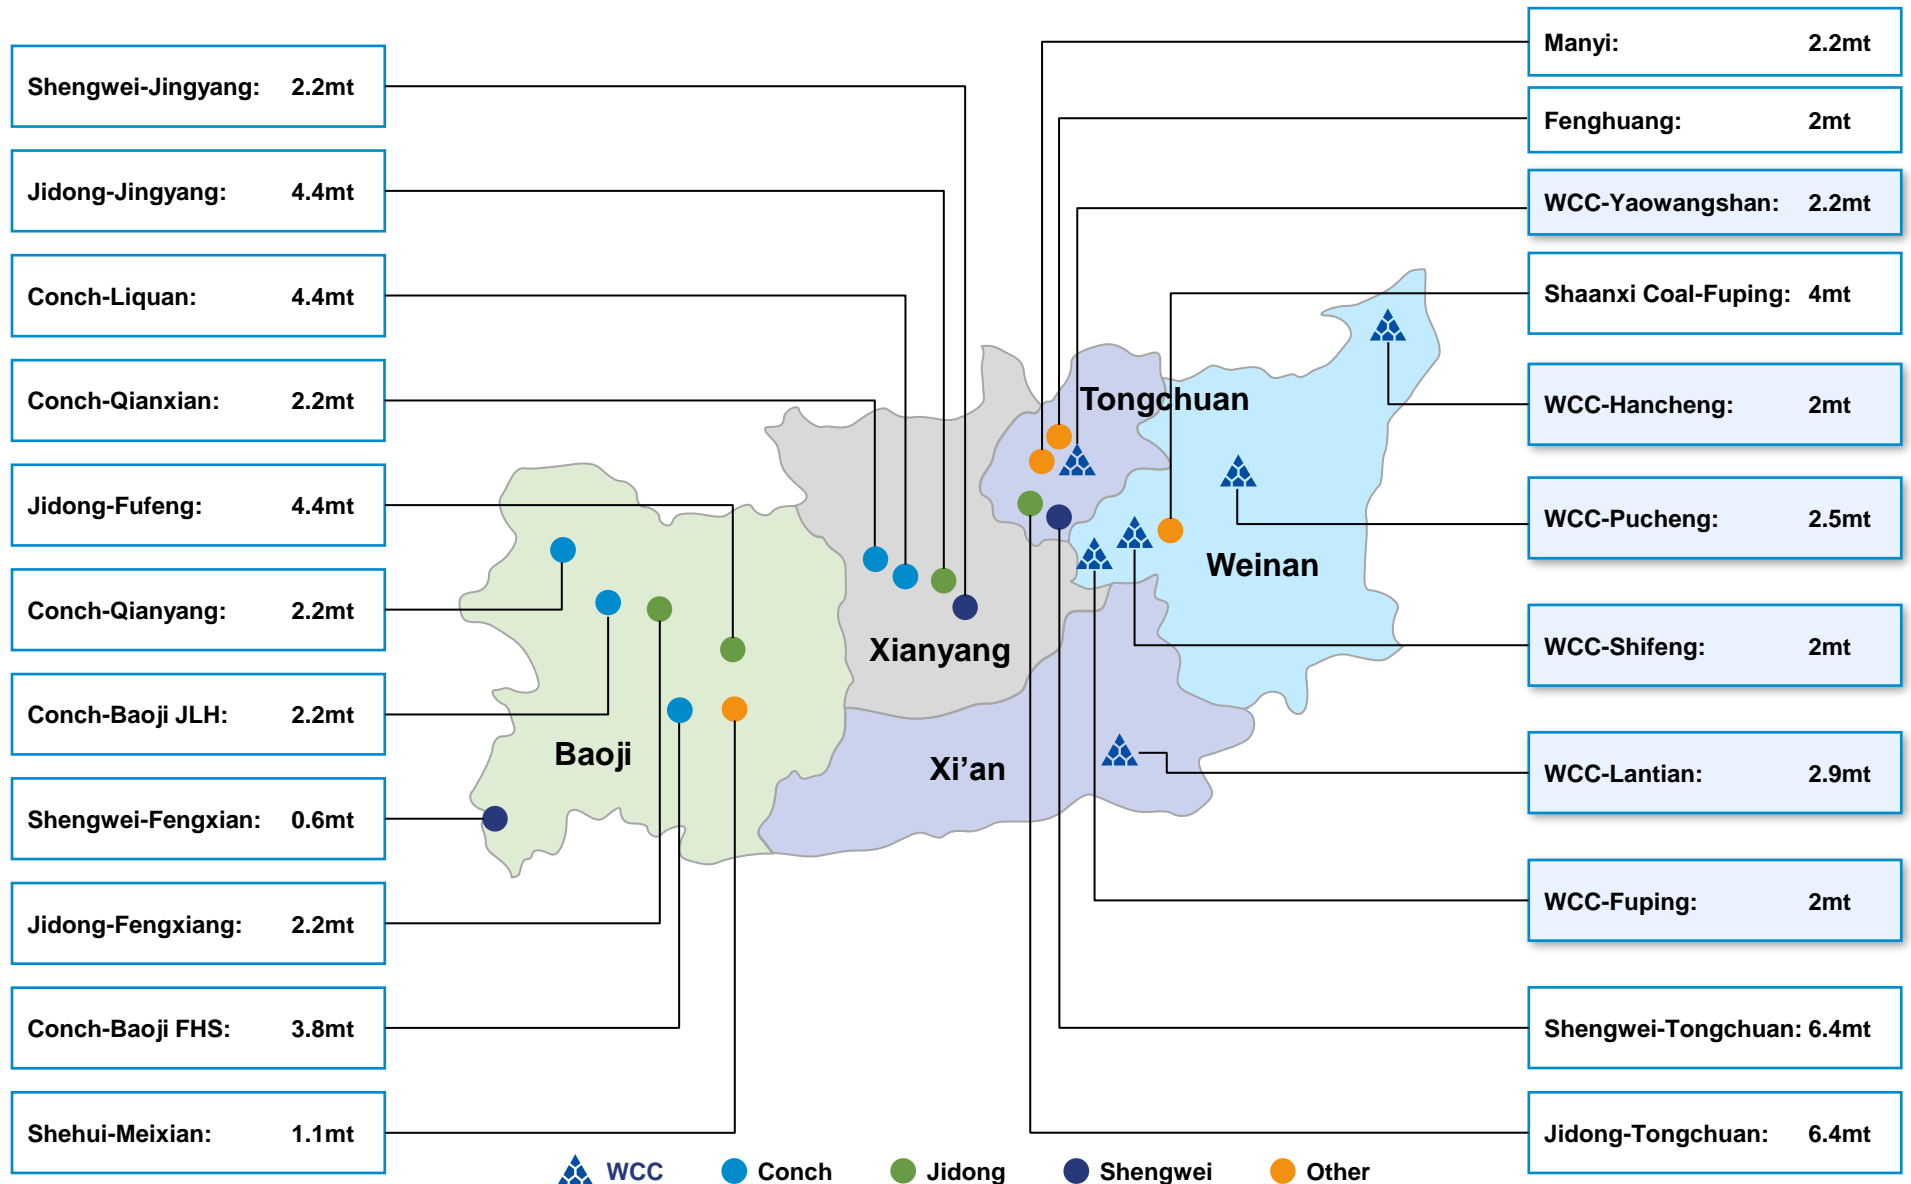 Shengwei-Jingyang: 2.2mt
Jidong-Jingyang: 4.4mt
Conch-Liquan: 4.4mt
Conch-Qianxian: 2.2mt
Jidong-Fufeng: 4.4mt
Conch-Qianyang: 2.2mt
Conch-Baoji JLH: 2.2mt
Shengwei-Fengxian: 0.6mt
Jidong-Fengxiang: 2.2mt
Conch-Baoji FHS: 3.8mt
Shehui-Meixian: 1.1mt
Tongchuan
Weinan
Xianyang
Baoji
Xi’an
Manyi: 2.2mt
Fenghuang: 2mt
WCC-Yaowangshan: 2.2mt
Shaanxi Coal-Fuping: 4mt
WCC-Hancheng: 2mt
WCC-Pucheng: 2.5mt
WCC-Shifeng: 2mt
WCC-Lantian: 2.9mt
WCC-Fuping: 2mt
Shengwei-Tongchuan: 6.4mt
Jidong-Tongchuan: 6.4mt
WCC Conch Jidong Shengwei Other